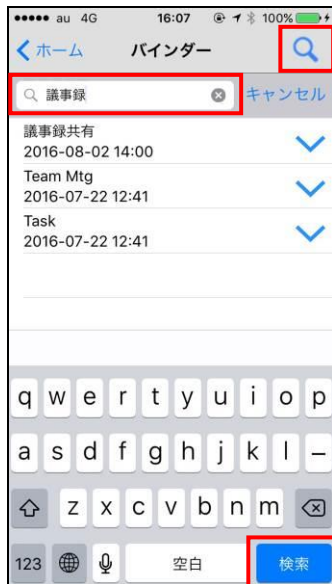 au 4G 16:07 100%
ホーム バインダー
議事録 キャンセル
議事録共有
2016-08-02 14:00
Team Mtg
2016-07-22 12:41
Task
2016-07-22 12:41
q w e r t y u i o p
a s d f g h j k l –
z x c v b n m
123 空白 検索